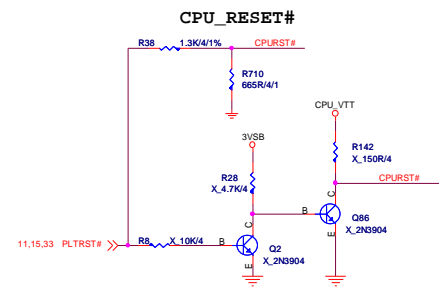 CPU_RESET#
R38 1.3K/4/1% CPURST#
R710
665R/4/1
CPU_VTT
3VSB
R142
X_150R/4
R28
X_4.7K/4
C
CPURST#
B
Q86
X_2N3904
C
E
11,15,33 PLTRST# R8 X_10K/4 B
Q2
X_2N3904
E